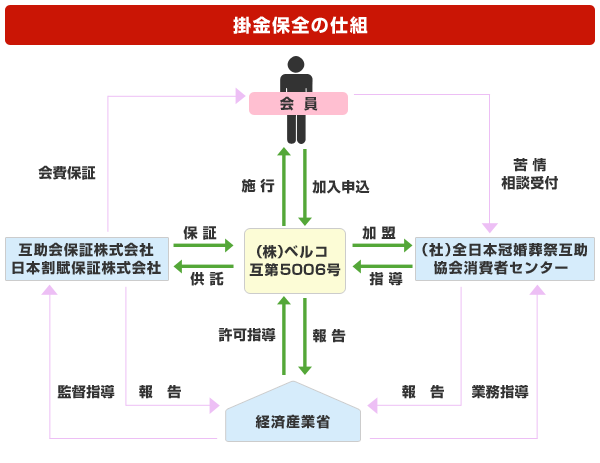 掛金保全の仕組
会 員
会費保証
苦 情
相談受付
施 行
加入申込
保 証
加 盟
互助会保証株式会社
日本割賦保証株式会社
(株)ベルコ
互第5006号
(社)全日本冠婚葬祭互助
協会消費者センター
供 託
指 導
許可指導
報 告
監督指導
報 告
報 告
業務指導
経済産業省